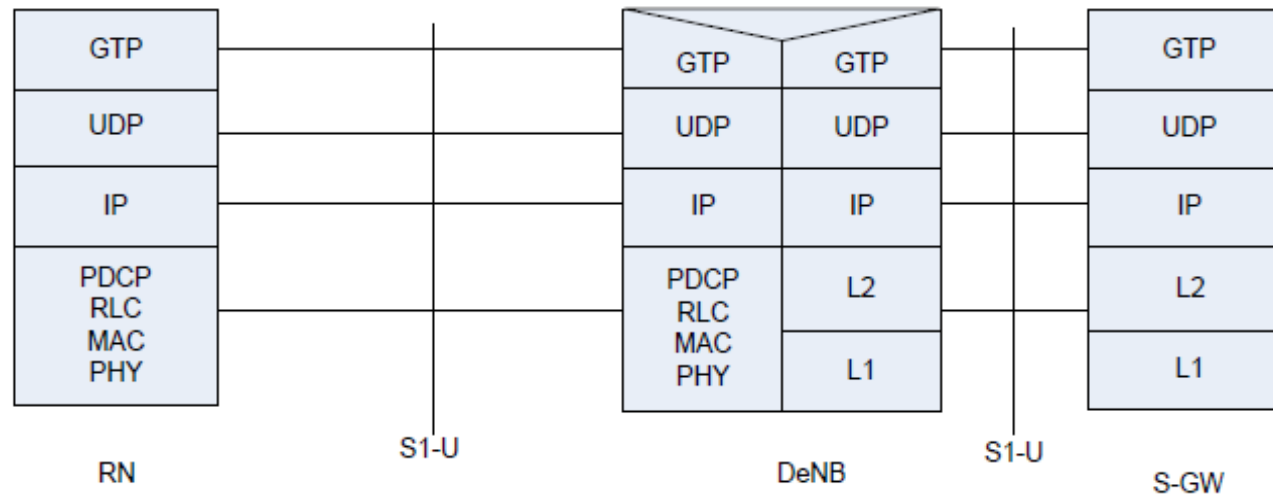 GTP
UDP
IP
PDCP
RLC
MAC
PHY
RN
S1-U
GTP
GTP
UDP
UDP
IP
IP
PDCP
RLC
MAC
PHY
L2
L1
DeNB
S1-U
GTP
UDP
IP
L2
L1
S-GW